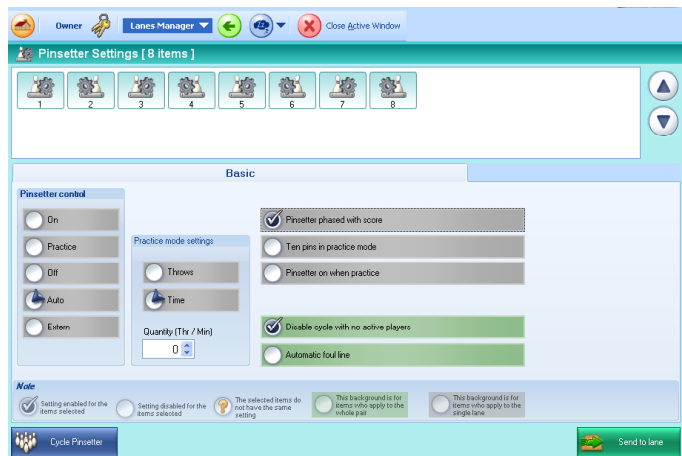 Owner
Lanes Manager
Close Active Window
Pinsetter Settings [ 8 items ]
1 2 3 4 5 6 7 8
Basic
Pinsetter control
On
Practice
Off
Auto
Extern
Practice mode settings
Throws
Time
Quantity (Thr / Min)
0
Pinsetter phased with score
Ten pins in practice mode
Pinsetter on when practice
Disable cycle with no active players
Automatic foul line
Note
Setting enabled for the
items selected
Setting disabled for the
items selected
The selected items do
not have the same
setting
This background is for
items who apply to the
whole pair
This background is for
items who apply to the
single lane
Cycle Pinsetter
Send to lane